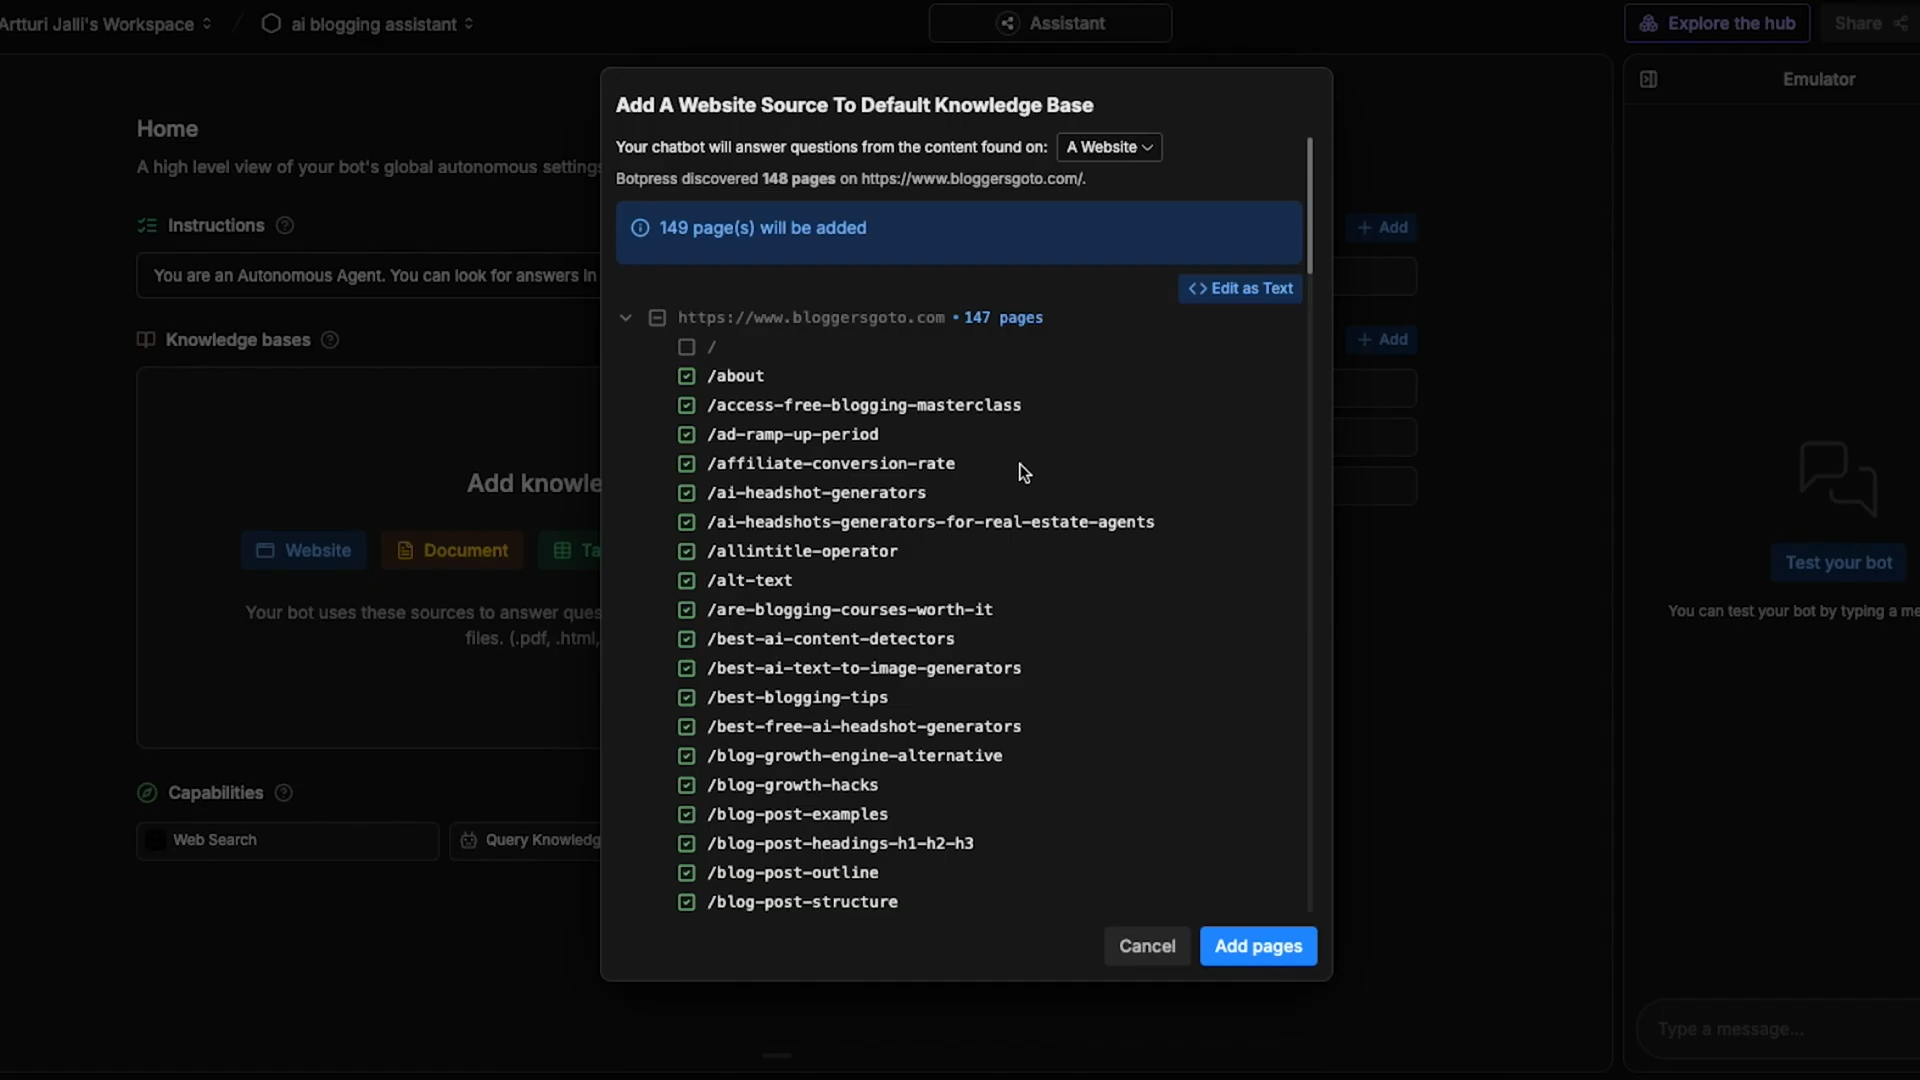 Artturi Jalli's Workspace / ai blogging assistant
Assistant
Explore the hub
Share
Emulator
Home
A high level view of your bot's global autonomous settings
Instructions
+ Add
You are an Autonomous Agent. You can look for answers in
Knowledge bases
+ Add
Add knowle
Website
Document
Ta
Your bot uses these sources to answer ques
files. (.pdf, .html,
Capabilities
Web Search
Query Knowledg
Add A Website Source To Default Knowledge Base
Your chatbot will answer questions from the content found on: A Website
Botpress discovered 148 pages on https://www.bloggersgoto.com/.
149 page(s) will be added
<> Edit as Text
https://www.bloggersgoto.com • 147 pages
/
/about
/access-free-blogging-masterclass
/ad-ramp-up-period
/affiliate-conversion-rate
/ai-headshot-generators
/ai-headshots-generators-for-real-estate-agents
/allintitle-operator
/alt-text
/are-blogging-courses-worth-it
/best-ai-content-detectors
/best-ai-text-to-image-generators
/best-blogging-tips
/best-free-ai-headshot-generators
/blog-growth-engine-alternative
/blog-growth-hacks
/blog-post-examples
/blog-post-headings-h1-h2-h3
/blog-post-outline
/blog-post-structure
Cancel
Add pages
Test your bot
You can test your bot by typing a me
Type a message...